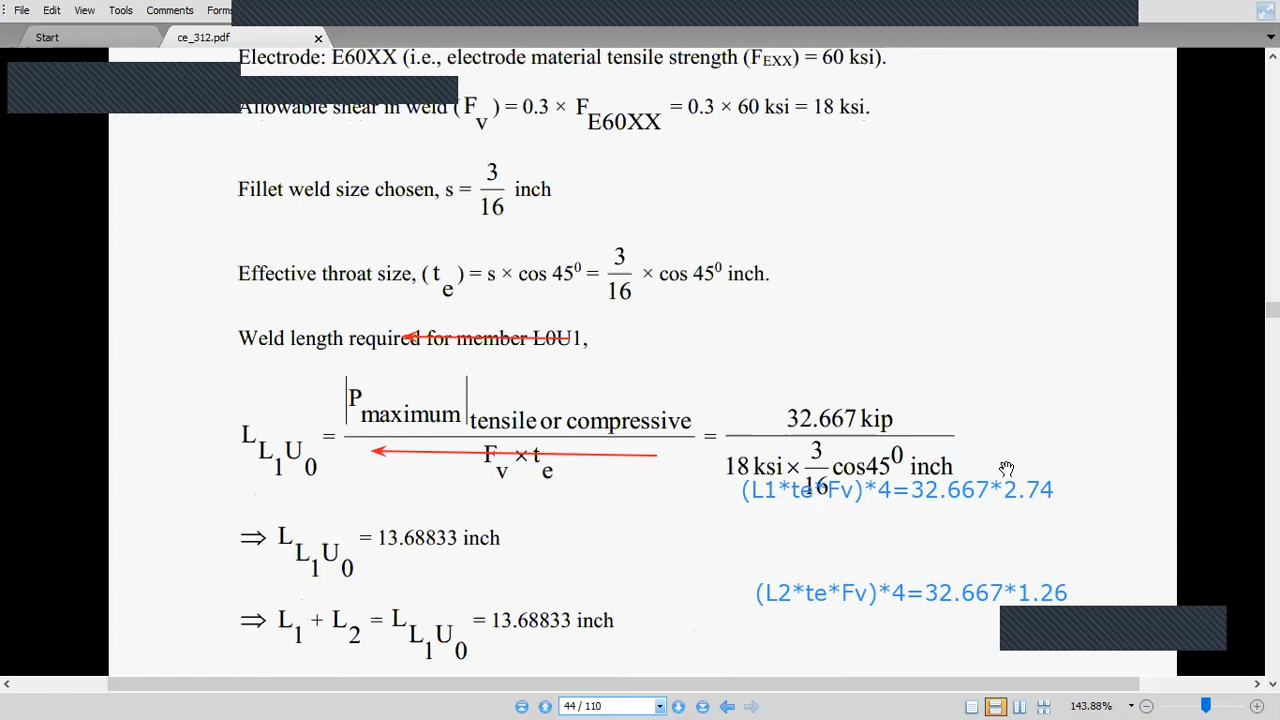 File Edit View Tools Comments Forms
Start ce_312.pdf
Electrode: E60XX (i.e., electrode material tensile strength (FEXX) = 60 ksi).
Allowable shear in weld (Fv) = 0.3 × FE60XX = 0.3 × 60 ksi = 18 ksi.
Fillet weld size chosen, s = 3/16 inch
Effective throat size, (te) = s × cos 45⁰ = 3/16 × cos 45⁰ inch.
Weld length required for member L0U1,
LL1U0 = |Pmaximum|tensile or compressive / Fv × te = 32.667 kip / 18 ksi × 3/16 cos45⁰ inch
(L1*te*Fv)*4=32.667*2.74
⇒ LL1U0 = 13.68833 inch
(L2*te*Fv)*4=32.667*1.26
⇒ L1 + L2 = LL1U0 = 13.68833 inch
44 / 110 143.88%